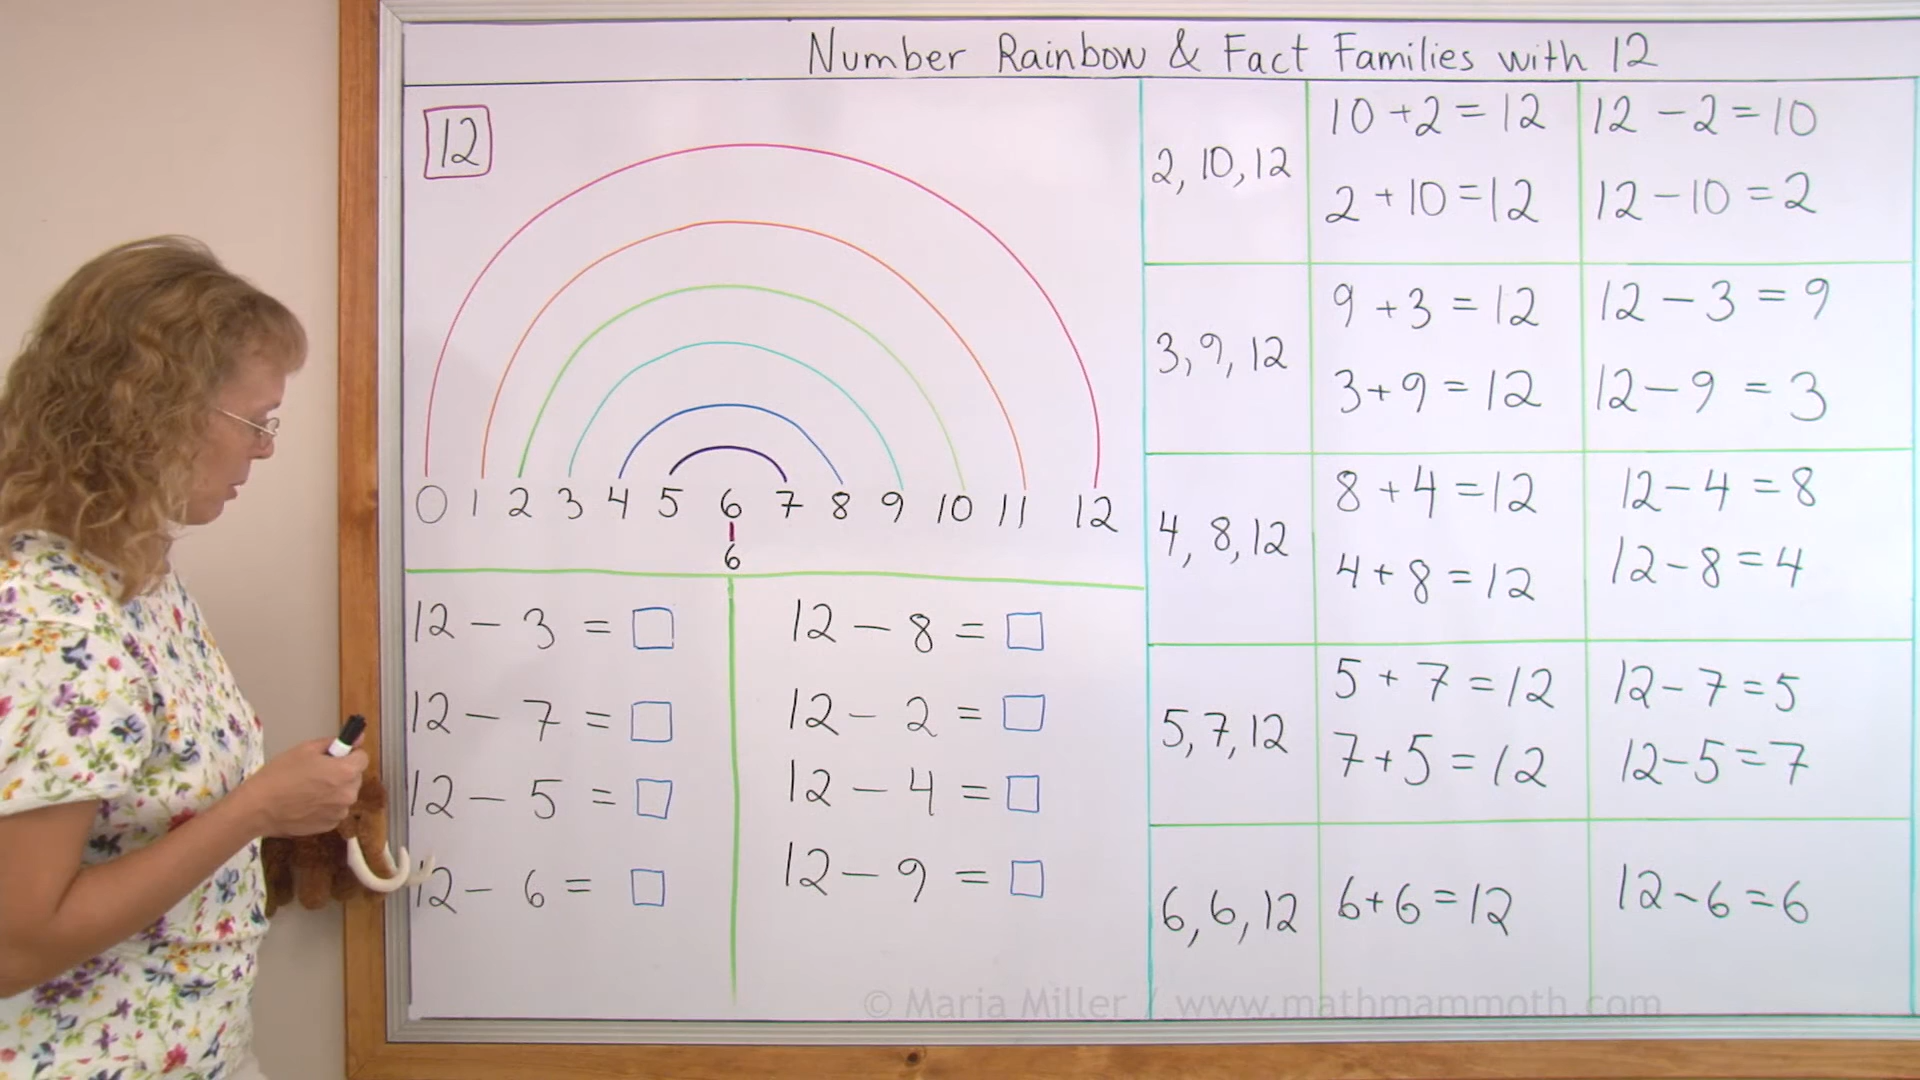 Number Rainbow & Fact Families with 12
12
0 1 2 3 4 5 6 7 8 9 10 11 12
6
12 - 3 = □
12 - 7 = □
12 - 5 = □
12 - 6 = □
12 - 8 = □
12 - 2 = □
12 - 4 = □
12 - 9 = □
2, 10, 12
10 + 2 = 12
2 + 10 = 12
12 - 2 = 10
12 - 10 = 2
3, 9, 12
9 + 3 = 12
3 + 9 = 12
12 - 3 = 9
12 - 9 = 3
4, 8, 12
8 + 4 = 12
4 + 8 = 12
12 - 4 = 8
12 - 8 = 4
5, 7, 12
5 + 7 = 12
7 + 5 = 12
12 - 7 = 5
12 - 5 = 7
6, 6, 12
6 + 6 = 12
12 - 6 = 6
© Maria Miller / www.mathmammoth.com